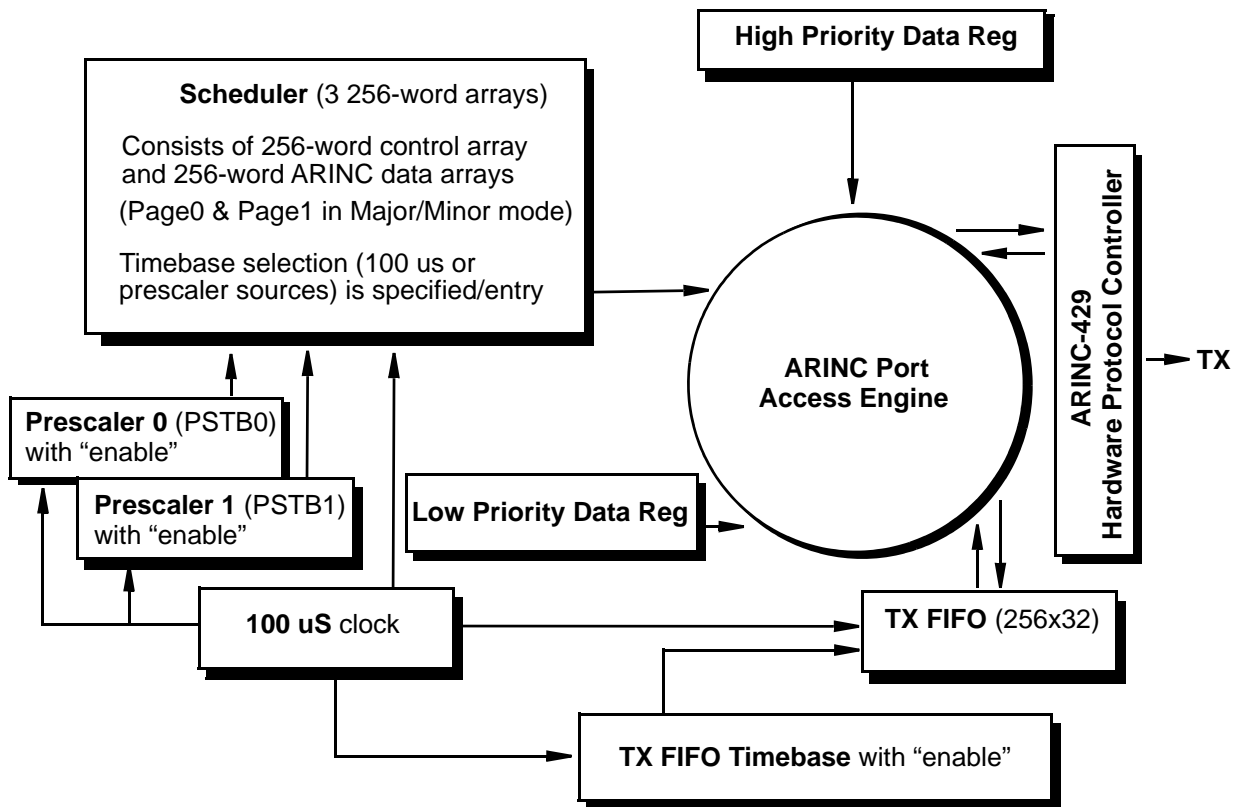 High Priority Data Reg
Scheduler (3 256-word arrays)
Consists of 256-word control array
and 256-word ARINC data arrays
(Page0 & Page1 in Major/Minor mode)
Timebase selection (100 us or
prescaler sources) is specified/entry
ARINC-429
Hardware Protocol Controller
TX
ARINC Port
Access Engine
Prescaler 0 (PSTB0)
with “enable”
Prescaler 1 (PSTB1)
with “enable”
Low Priority Data Reg
100 uS clock
TX FIFO (256x32)
TX FIFO Timebase with “enable”